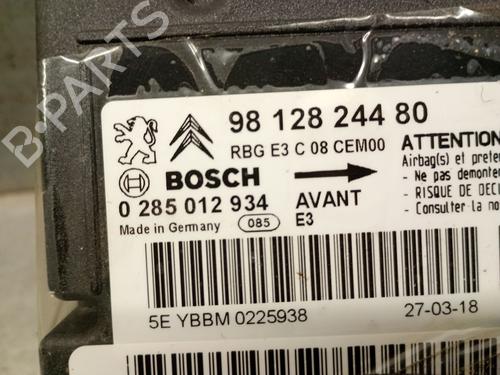 B-PARTS
98 128 244 80
RBG E3 C 08 CEM00
BOSCH
0 285 012 934
AVANT
Made in Germany
085
E3
ATTENTION
Airbag(s) et preten
- Ne pas demonter
- RISQUE DE DECL
- Consulter la no
5E YBBM 0225938
27-03-18